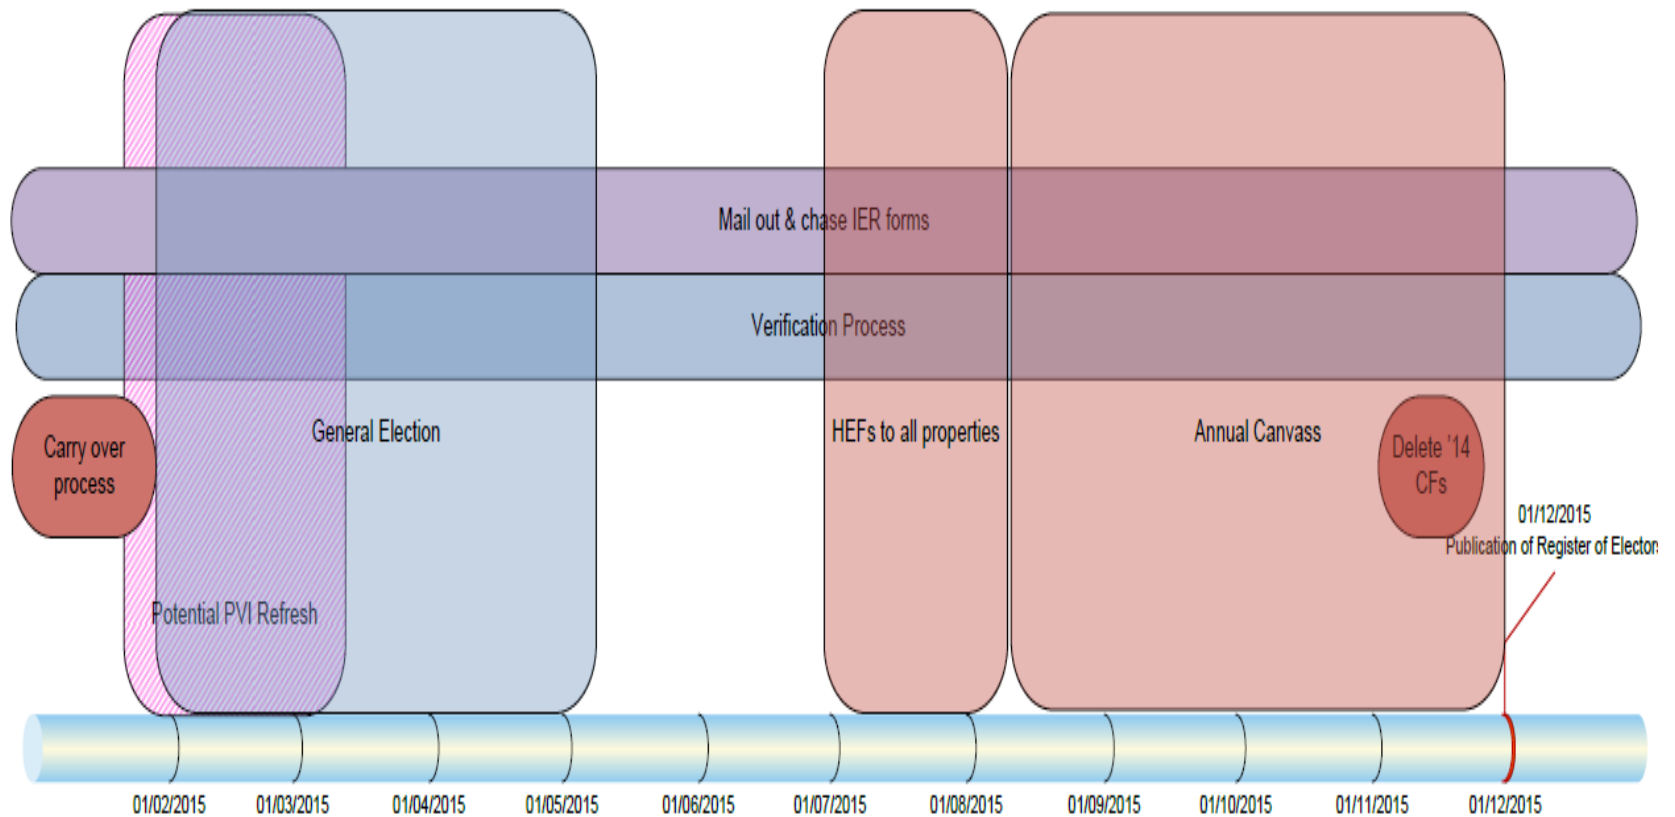 Mail out & chase IER forms
Verification Process
Carry over
process
General Election
HEFs to all properties
Annual Canvass
Delete '14
CFs
01/12/2015
Publication of Register of Electors
Potential PVI Refresh
01/02/2015
01/03/2015
01/04/2015
01/05/2015
01/06/2015
01/07/2015
01/08/2015
01/09/2015
01/10/2015
01/11/2015
01/12/2015